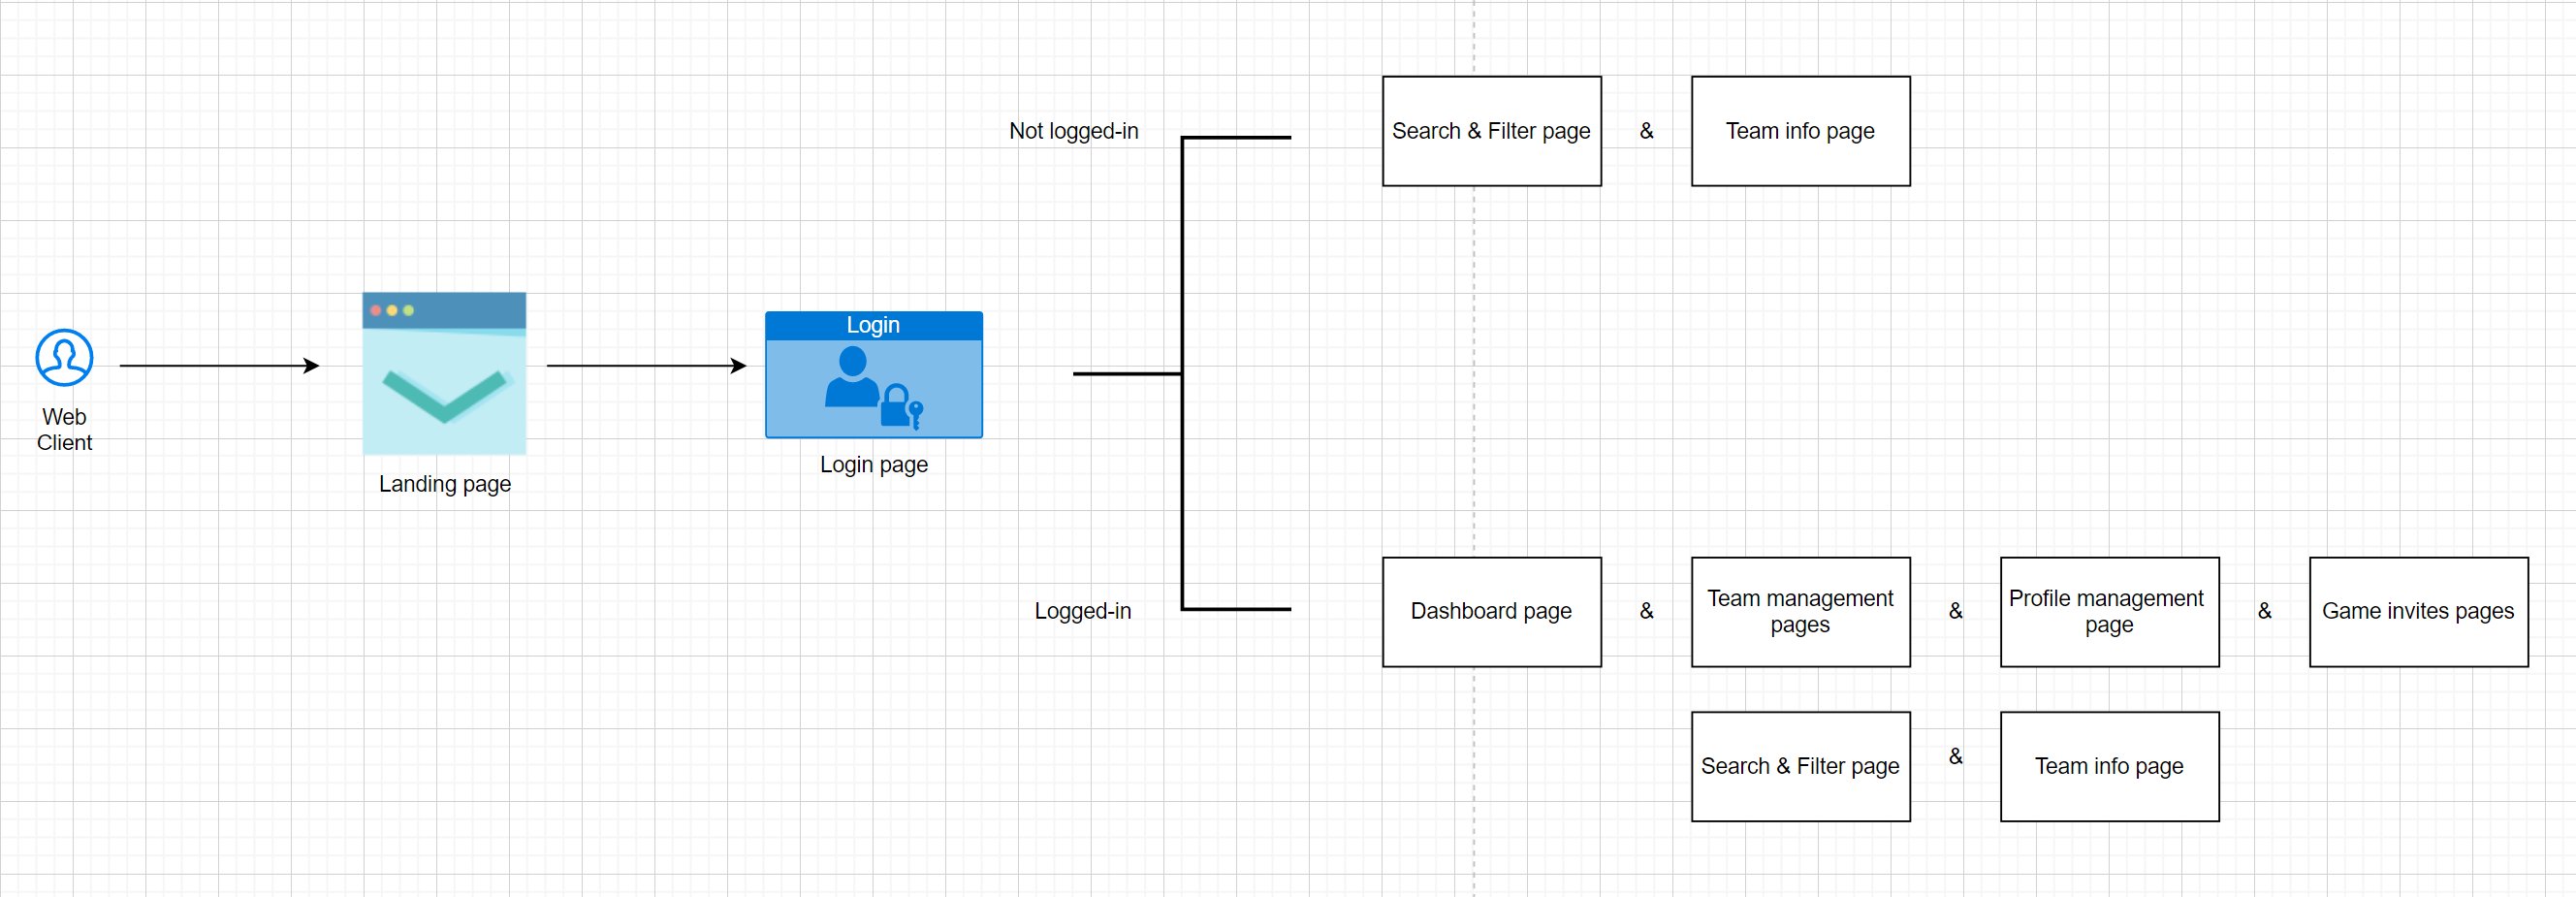 Not logged-in
Search & Filter page
&
Team info page
Login
Web
Client
Landing page
Login page
Logged-in
Dashboard page
&
Team management
pages
&
Profile management
page
&
Game invites pages
Search & Filter page
&
Team info page